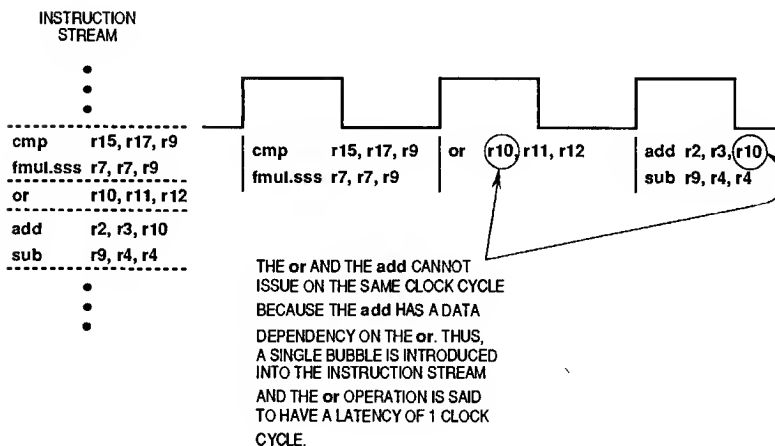 INSTRUCTION
STREAM
cmp r15, r17, r9
fmul.sss r7, r7, r9
or r10, r11, r12
add r2, r3, r10
sub r9, r4, r4
cmp r15, r17, r9
fmul.sss r7, r7, r9
or r10, r11, r12
add r2, r3, r10
sub r9, r4, r4
THE or AND THE add CANNOT
ISSUE ON THE SAME CLOCK CYCLE
BECAUSE THE add HAS A DATA
DEPENDENCY ON THE or. THUS,
A SINGLE BUBBLE IS INTRODUCED
INTO THE INSTRUCTION STREAM
AND THE or OPERATION IS SAID
TO HAVE A LATENCY OF 1 CLOCK
CYCLE.